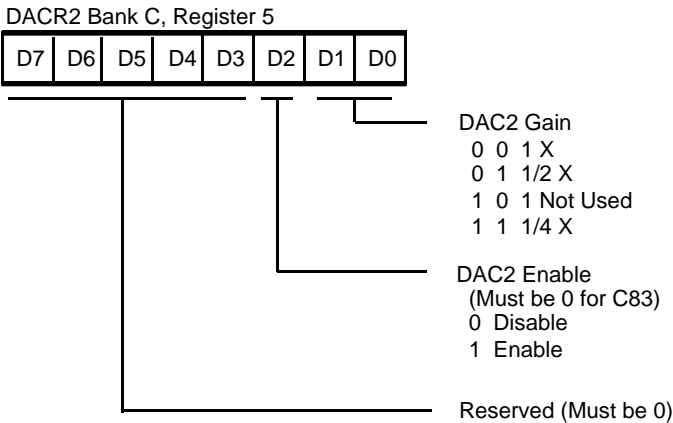 DACR2 Bank C, Register 5
D7 D6 D5 D4 D3 D2 D1 D0
DAC2 Gain
0 0 1 X
0 1 1/2 X
1 0 1 Not Used
1 1 1/4 X
DAC2 Enable
(Must be 0 for C83)
0 Disable
1 Enable
Reserved (Must be 0)